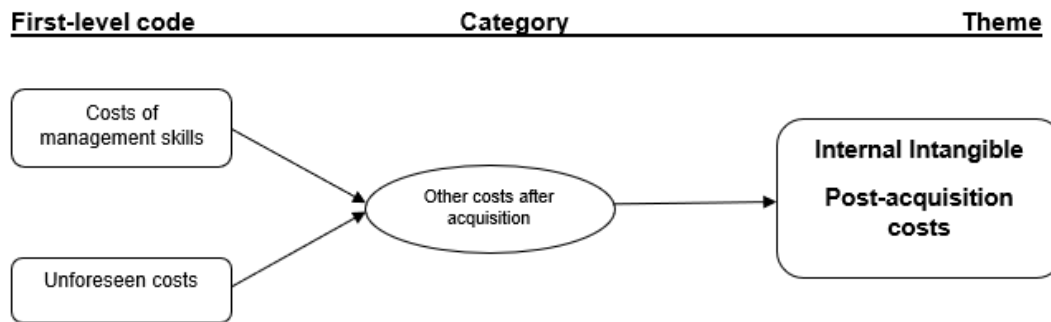 First-level code Category Theme
Costs of
management skills
Other costs after
acquisition
Internal Intangible
Post-acquisition
costs
Unforeseen costs